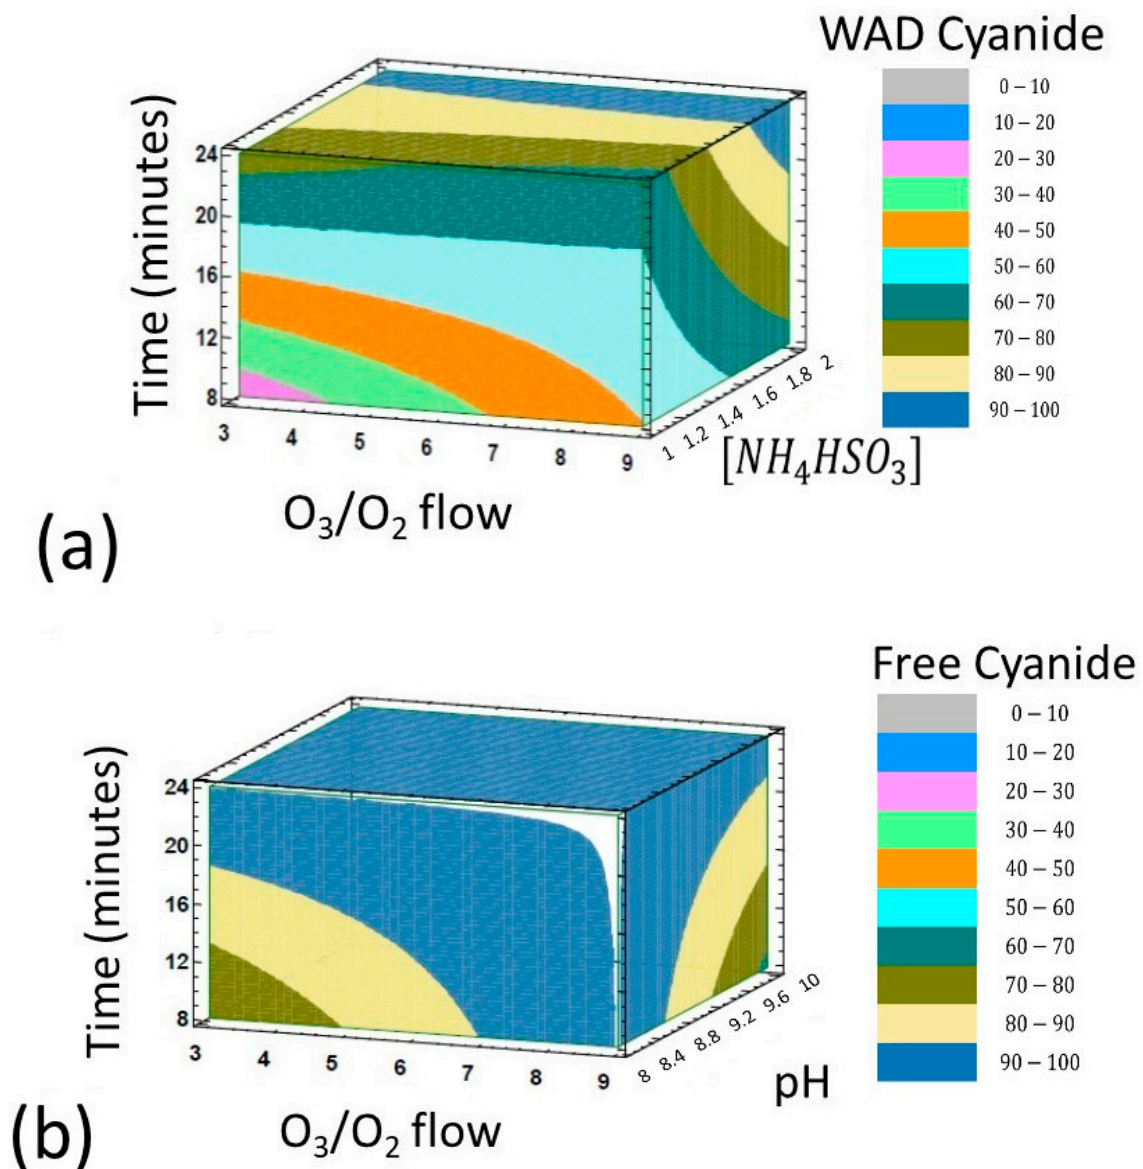 WAD Cyanide
0 – 10
10 – 20
20 – 30
30 – 40
40 – 50
50 – 60
60 – 70
70 – 80
80 – 90
90 – 100
Time (minutes)
24
20
16
12
8
3 4 5 6 7 8 9
1 1.2 1.4 1.6 1.8 2
[NH₄HSO₃]
O₃/O₂ flow
(a)
Free Cyanide
0 – 10
10 – 20
20 – 30
30 – 40
40 – 50
50 – 60
60 – 70
70 – 80
80 – 90
90 – 100
Time (minutes)
24
20
16
12
8
3 4 5 6 7 8 9
8 8.4 8.8 9.2 9.6 10
pH
O₃/O₂ flow
(b)